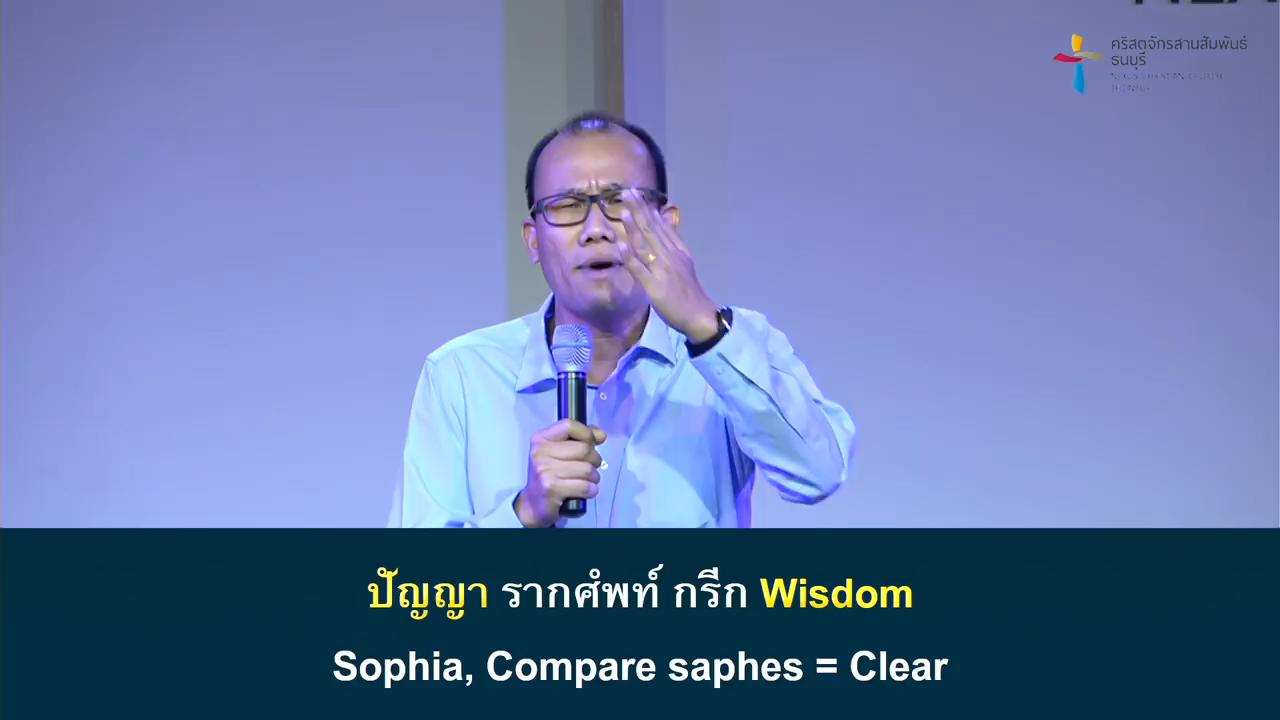 คริสตจักรสานสัมพันธ์
ธนบุรี
ปัญญา รากศํพท์ กรีก Wisdom
Sophia, Compare saphes = Clear